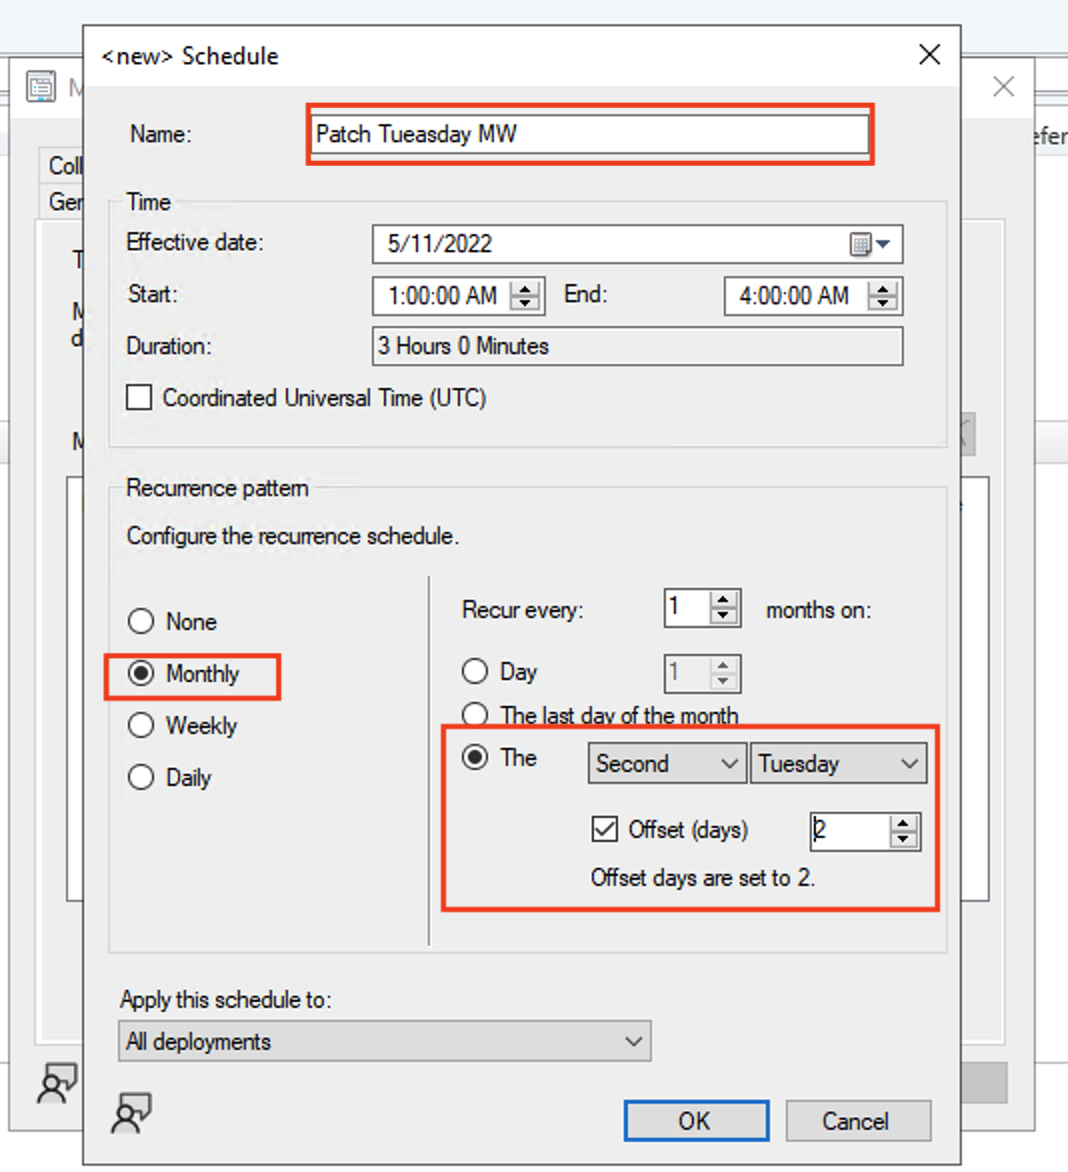 <new> Schedule
M
Name:
Patch Tueasday MW
efer
Coll
Ger
Time
Effective date:
5/11/2022
T
Start:
1:00:00 AM
End:
4:00:00 AM
M
d
Duration:
3 Hours 0 Minutes
Coordinated Universal Time (UTC)
M
Recurrence pattern
Configure the recurrence schedule.
None
Monthly
Weekly
Daily
Recur every:
1
months on:
Day
1
The last day of the month
The
Second
Tuesday
Offset (days)
2
Offset days are set to 2.
Apply this schedule to:
All deployments
OK
Cancel